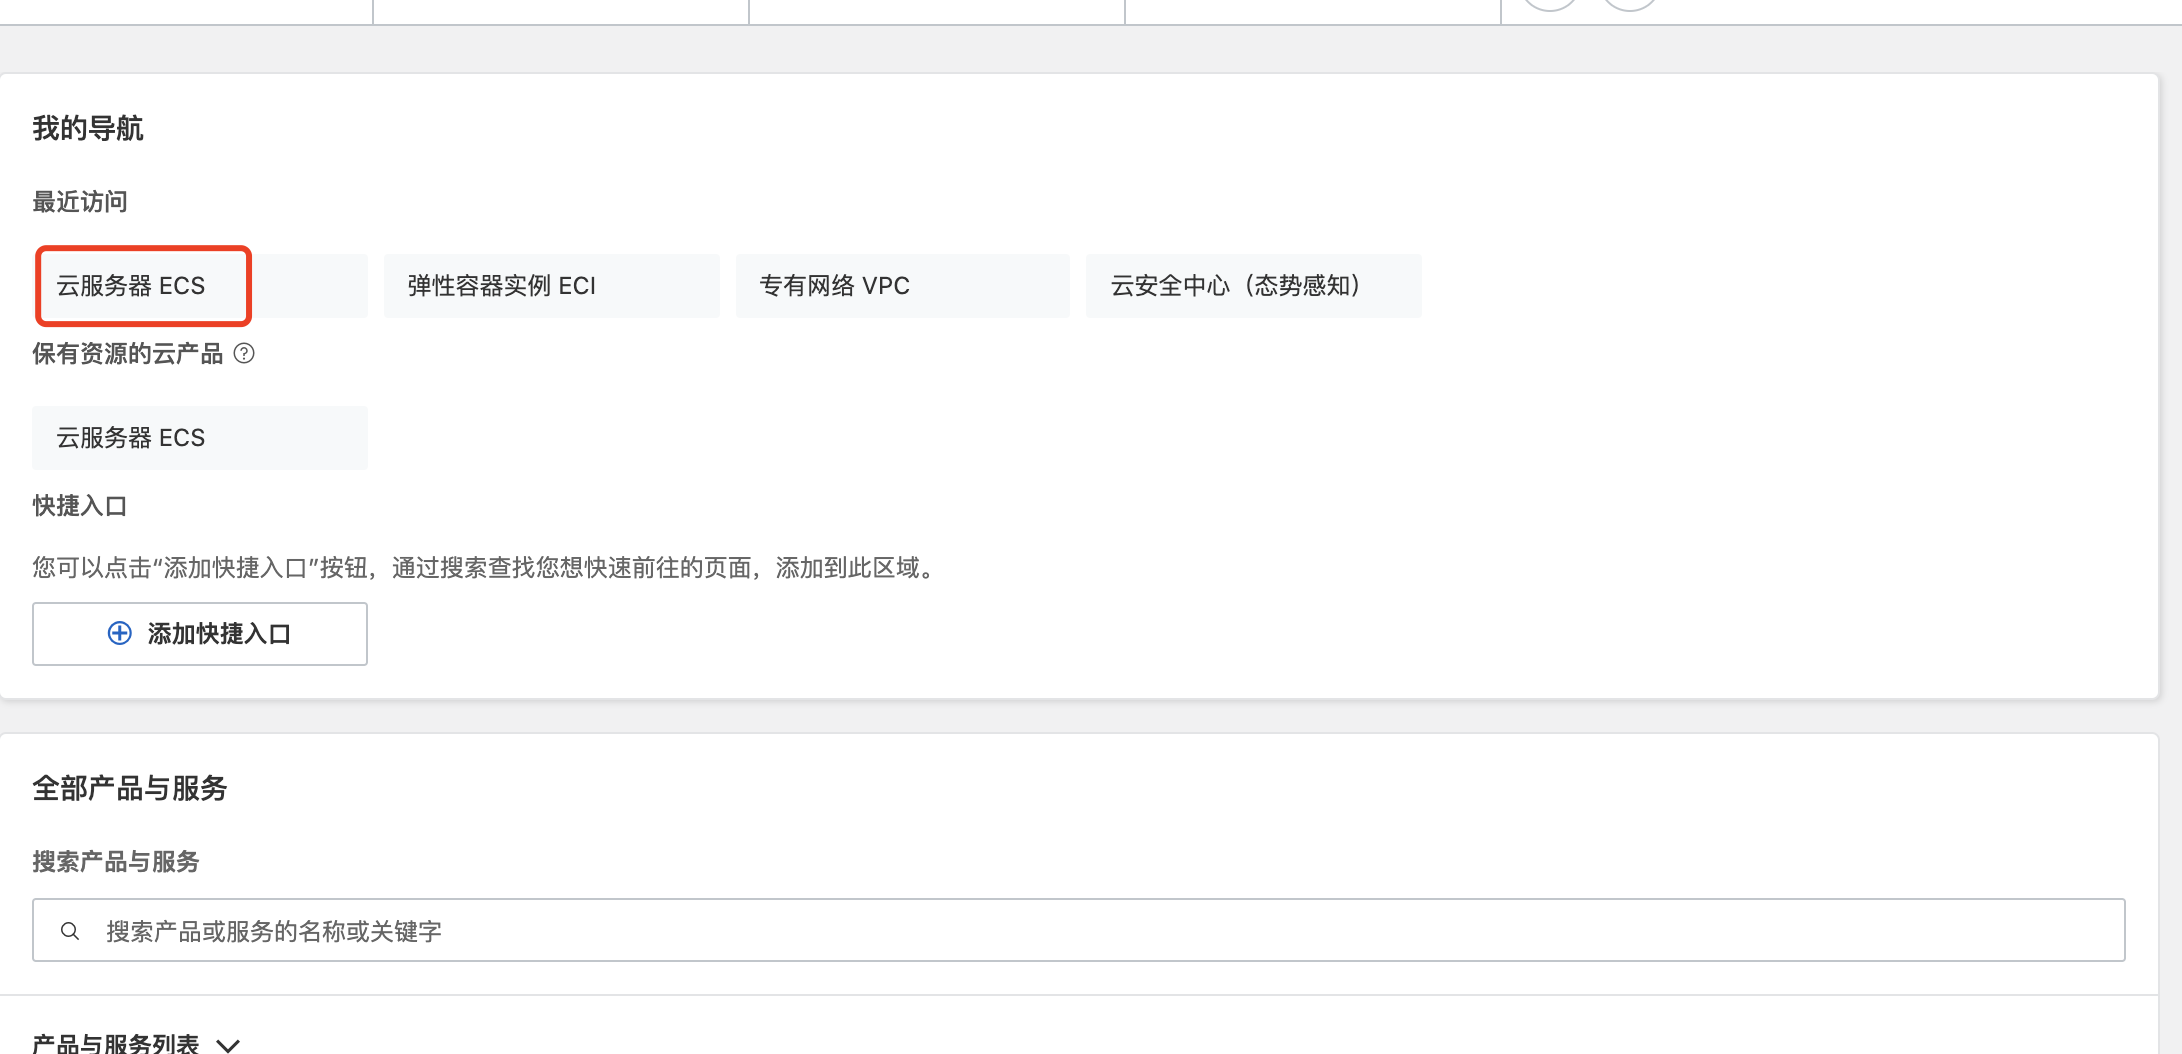 我的导航
最近访问
云服务器 ECS
弹性容器实例 ECI
专有网络 VPC
云安全中心（态势感知）
保有资源的云产品
云服务器 ECS
快捷入口
您可以点击“添加快捷入口”按钮，通过搜索查找您想快速前往的页面，添加到此区域。
添加快捷入口
全部产品与服务
搜索产品与服务
搜索产品或服务的名称或关键字
产品与服务列表